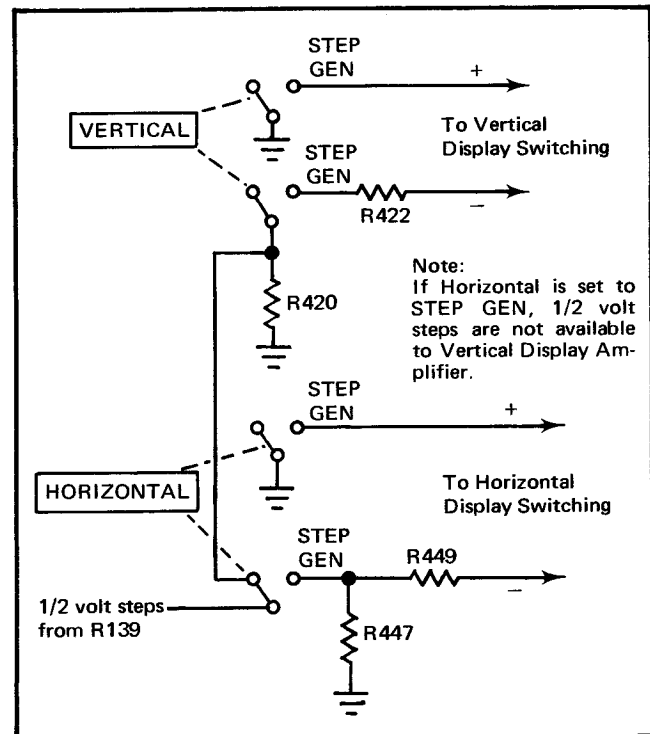 STEP
GEN
+
VERTICAL
To Vertical
Display Switching
STEP
GEN
R422
−
Note:
If Horizontal is set to
STEP GEN, 1/2 volt
steps are not available
to Vertical Display Am-
plifier.
R420
STEP
GEN
+
HORIZONTAL
To Horizontal
Display Switching
STEP
GEN
R449
−
1/2 volt steps
from R139
R447